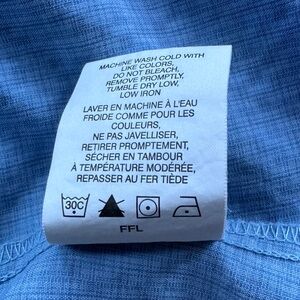 MACHINE WASH COLD WITH
LIKE COLORS,
DO NOT BLEACH,
REMOVE PROMPTLY,
TUMBLE DRY LOW,
LOW IRON
LAVER EN MACHINE À L'EAU
FROIDE COMME POUR LES
COULEURS,
NE PAS JAVELLISER,
RETIRER PROMPTEMENT,
SÉCHER EN TAMBOUR
À TEMPÉRATURE MODÉRÉE,
REPASSER AU FER TIÈDE
30C
FFL